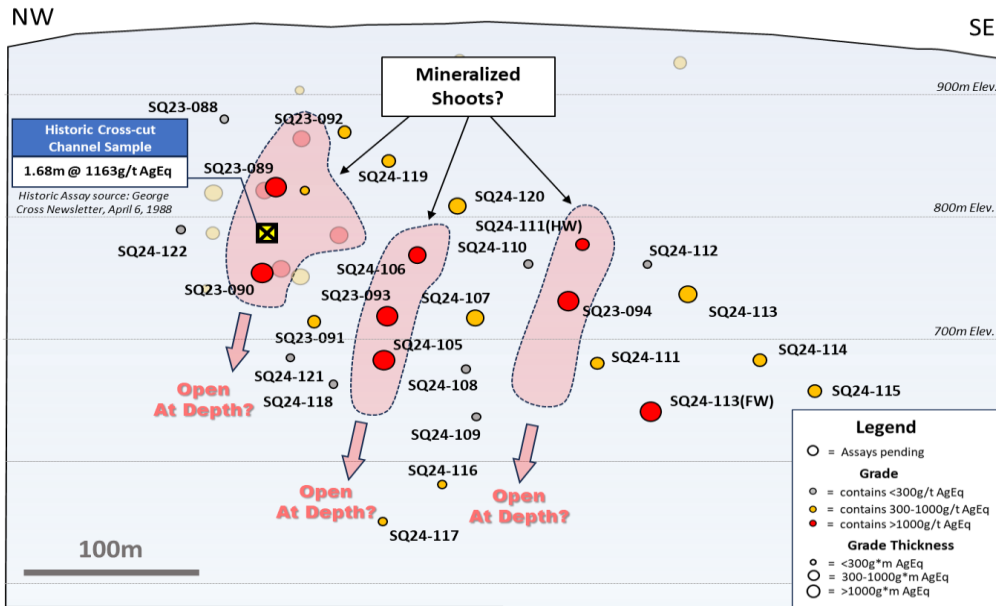 NW
SE
Mineralized
Shoots?
900m Elev.
SQ23-088
SQ23-092
Historic Cross-cut
Channel Sample
1.68m @ 1163g/t AgEq
Historic Assay source: George
Cross Newsletter, April 6, 1988
SQ23-089
SQ24-119
SQ24-120
800m Elev.
SQ24-111(HW)
SQ24-122
SQ24-110
SQ24-112
SQ24-106
SQ23-090
SQ23-093
SQ24-107
SQ23-094
SQ24-113
700m Elev.
SQ23-091
SQ24-105
SQ24-114
SQ24-111
SQ24-121
SQ24-108
SQ24-118
SQ24-115
Open
At Depth?
SQ24-113(FW)
SQ24-109
SQ24-116
Open
At Depth?
Open
At Depth?
SQ24-117
100m
Legend
= Assays pending
Grade
= contains <300g/t AgEq
= contains 300-1000g/t AgEq
= contains >1000g/t AgEq
Grade Thickness
= <300g*m AgEq
= 300-1000g*m AgEq
= >1000g*m AgEq